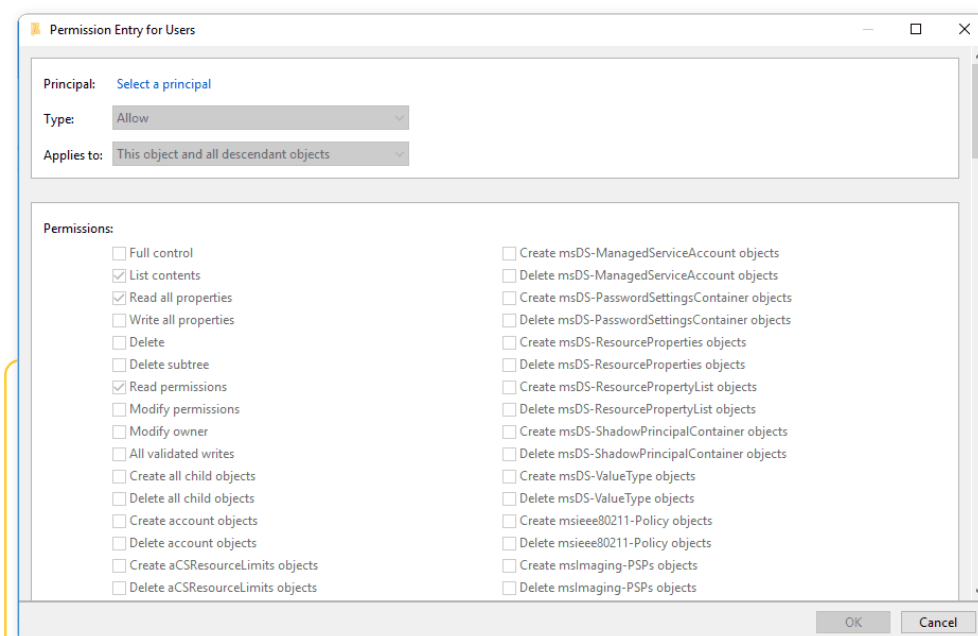 Permission Entry for Users
Principal: Select a principal
Type: Allow
Applies to: This object and all descendant objects
Permissions:
Full control
List contents
Read all properties
Write all properties
Delete
Delete subtree
Read permissions
Modify permissions
Modify owner
All validated writes
Create all child objects
Delete all child objects
Create account objects
Delete account objects
Create aCSResourceLimits objects
Delete aCSResourceLimits objects
Create msDS-ManagedServiceAccount objects
Delete msDS-ManagedServiceAccount objects
Create msDS-PasswordSettingsContainer objects
Delete msDS-PasswordSettingsContainer objects
Create msDS-ResourceProperties objects
Delete msDS-ResourceProperties objects
Create msDS-ResourcePropertyList objects
Delete msDS-ResourcePropertyList objects
Create msDS-ShadowPrincipalContainer objects
Delete msDS-ShadowPrincipalContainer objects
Create msDS-ValueType objects
Delete msDS-ValueType objects
Create msieee80211-Policy objects
Delete msieee80211-Policy objects
Create msImaging-PSPs objects
Delete msImaging-PSPs objects
OK Cancel